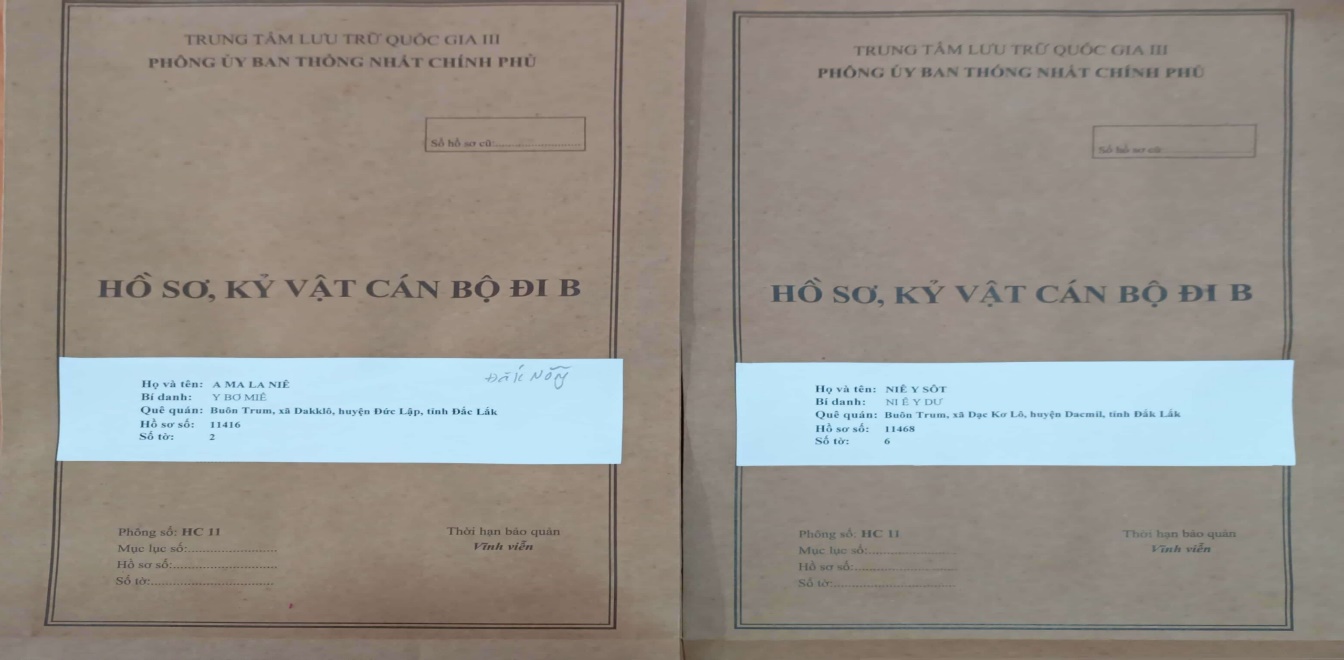 TRUNG TÂM LƯU TRỮ QUỐC GIA III
PHÔNG ỦY BAN THỐNG NHẤT CHÍNH PHỦ
Số hồ sơ cũ:
HỒ SƠ, KỶ VẬT CÁN BỘ ĐI B
Đăk Nông
Họ và tên: A MA LA NIÊ
Bí danh: Y BƠ MIÊ
Quê quán: Buôn Trum, xã Dakklô, huyện Đức Lập, tỉnh Đắc Lắk
Hồ sơ số: 11416
Số tờ: 2
Phông số: HC 11
Mục lục số:
Hồ sơ số:
Số tờ:
Thời hạn bảo quản
Vĩnh viễn
TRUNG TÂM LƯU TRỮ QUỐC GIA III
PHÔNG ỦY BAN THỐNG NHẤT CHÍNH PHỦ
Số hồ sơ cũ:
HỒ SƠ, KỶ VẬT CÁN BỘ ĐI B
Họ và tên: NIÊ Y SÔT
Bí danh: NI Ê Y DƯ
Quê quán: Buôn Trum, xã Dạc Kơ Lô, huyện Dacmil, tỉnh Đắk Lắk
Hồ sơ số: 11468
Số tờ: 6
Phông số: HC 11
Mục lục số:
Hồ sơ số:
Số tờ:
Thời hạn bảo quản
Vĩnh viễn